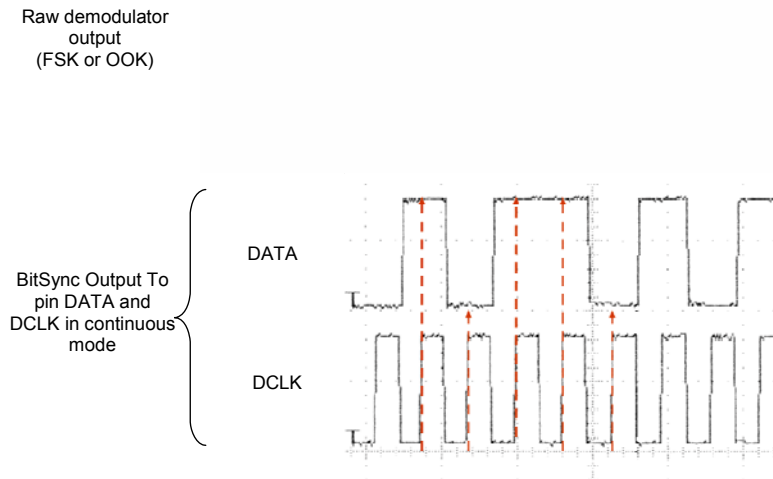 Raw demodulator
output
(FSK or OOK)
DATA
BitSync Output To
pin DATA and
DCLK in continuous
mode
DCLK